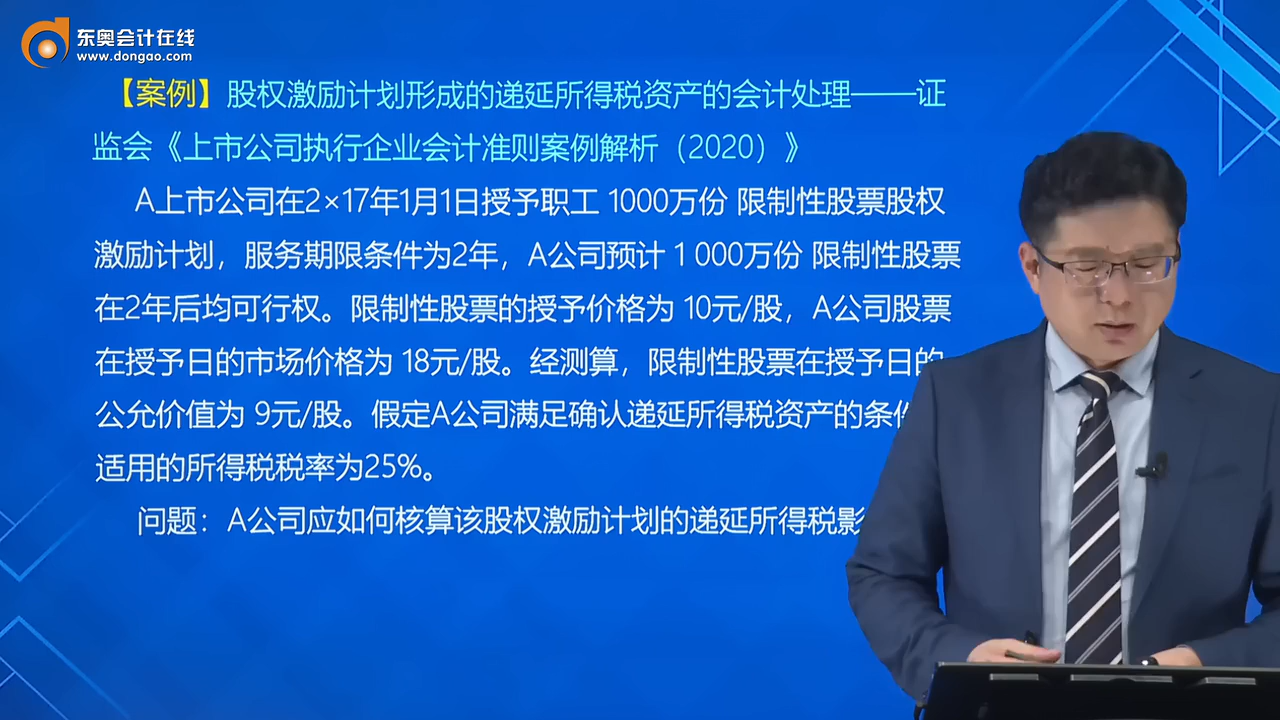 东奥会计在线
www.dongao.com
【案例】股权激励计划形成的递延所得税资产的会计处理——证
监会《上市公司执行企业会计准则案例解析（2020）》
A上市公司在2×17年1月1日授予职工 1000万份 限制性股票股权
激励计划，服务期限条件为2年，A公司预计 1 000万份 限制性股票
在2年后均可行权。限制性股票的授予价格为 10元/股，A公司股票
在授予日的市场价格为 18元/股。经测算，限制性股票在授予日的
公允价值为 9元/股。假定A公司满足确认递延所得税资产的条件
适用的所得税税率为25%。
问题：A公司应如何核算该股权激励计划的递延所得税影